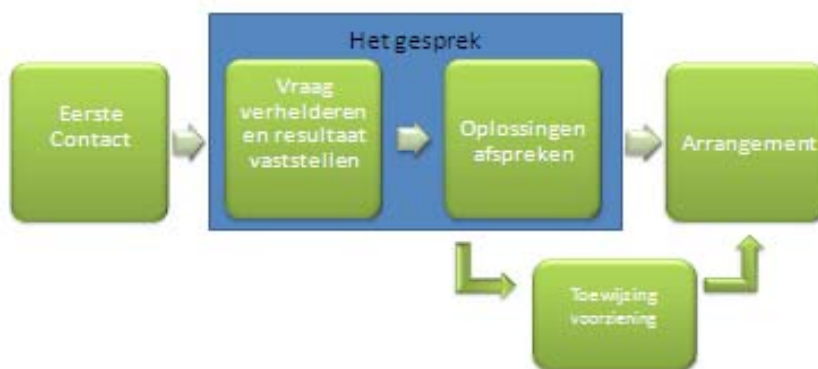 Het gesprek
Eerste
Contact
Vraag
verhelderen
en resultaat
vaststellen
Oplossingen
afspreken
Arrangement
Toewijzing
voorziening